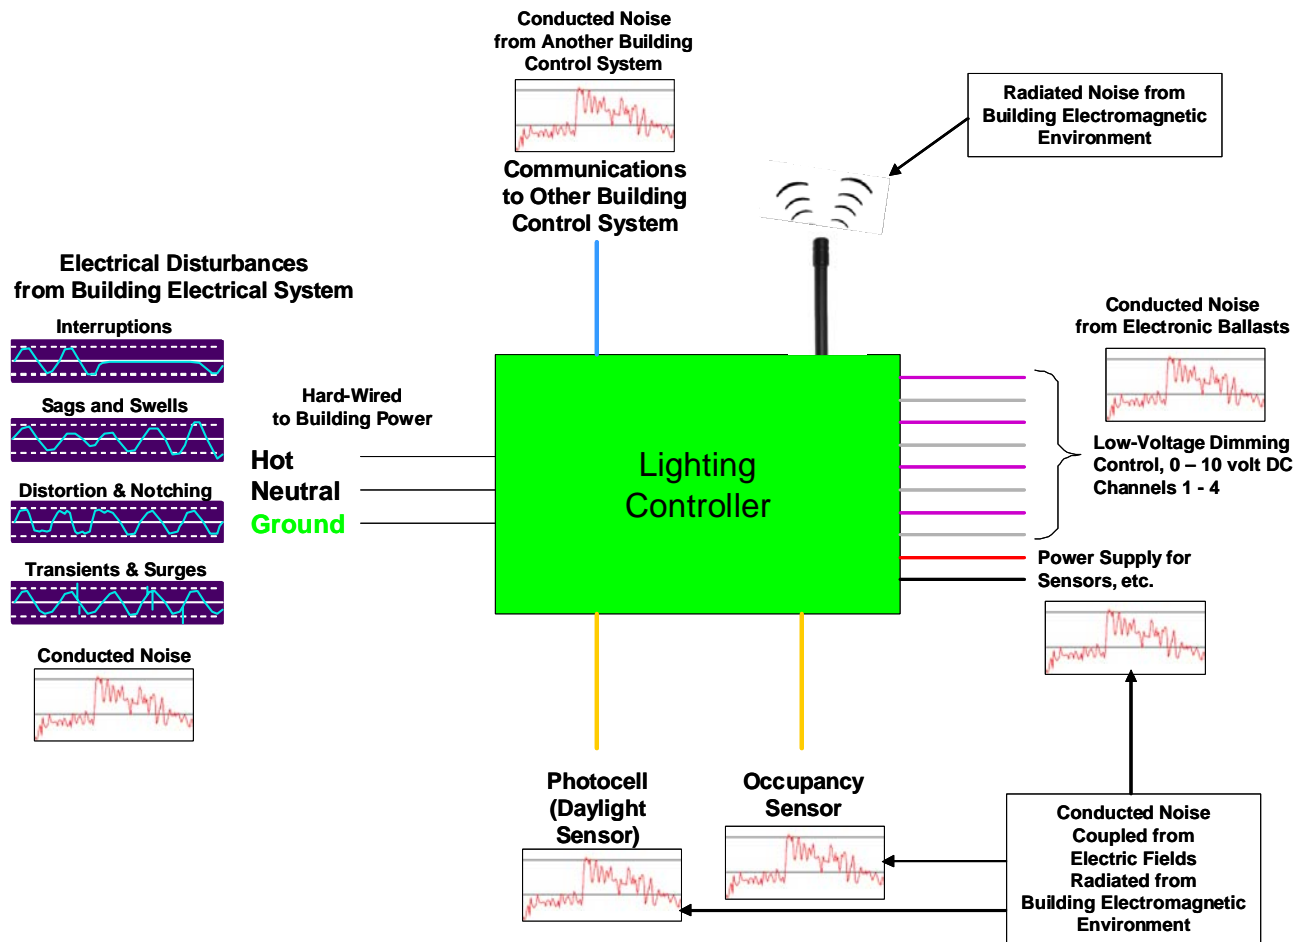 Conducted Noise
from Another Building
Control System
Communications
to Other Building
Control System
Radiated Noise from
Building Electromagnetic
Environment
Electrical Disturbances
from Building Electrical System
Interruptions
Sags and Swells
Distortion & Notching
Transients & Surges
Conducted Noise
Hard-Wired
to Building Power
Hot
Neutral
Ground
Lighting
Controller
Conducted Noise
from Electronic Ballasts
Low-Voltage Dimming
Control, 0 – 10 volt DC
Channels 1 - 4
Power Supply for
Sensors, etc.
Photocell
(Daylight
Sensor)
Occupancy
Sensor
Conducted Noise
Coupled from
Electric Fields
Radiated from
Building Electromagnetic
Environment